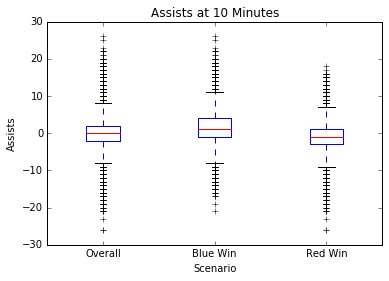 Assists at 10 Minutes
30
20
10
0
−10
−20
−30
Assists
Overall Blue Win Red Win
Scenario